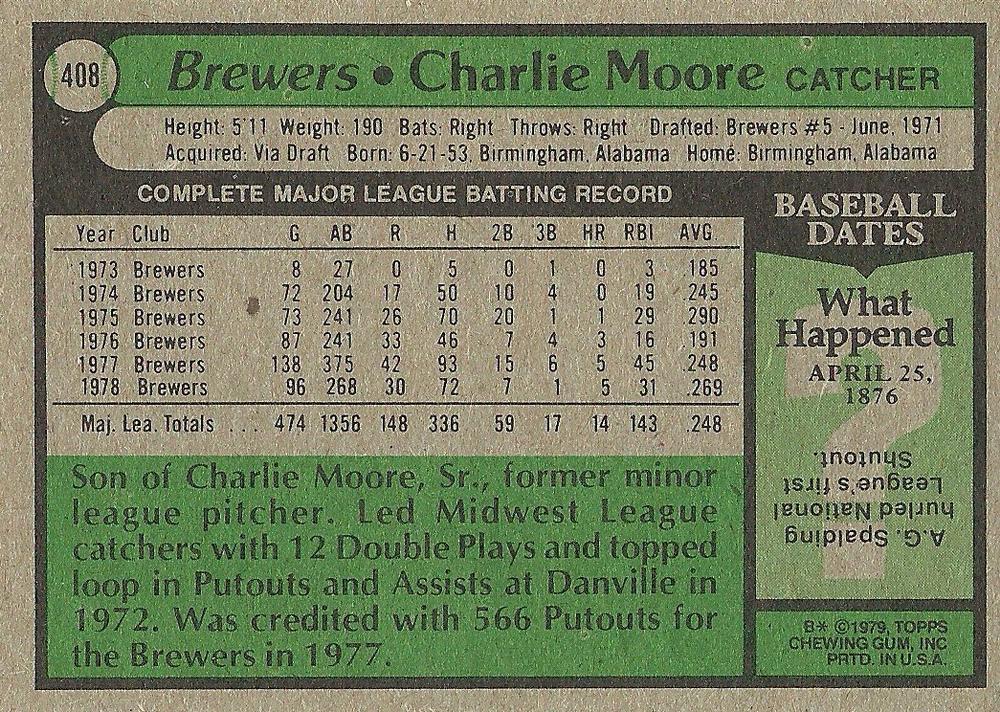 408
Brewers • Charlie Moore CATCHER
Height: 5'11 Weight: 190 Bats: Right Throws: Right Drafted: Brewers #5 - June, 1971
Acquired: Via Draft Born: 6-21-53, Birmingham, Alabama Home: Birmingham, Alabama
COMPLETE MAJOR LEAGUE BATTING RECORD
Year Club G AB R H 2B 3B HR RBI AVG.
1973 Brewers 8 27 0 5 0 1 0 3 .185
1974 Brewers 72 204 17 50 10 4 0 19 .245
1975 Brewers 73 241 26 70 20 1 1 29 .290
1976 Brewers 87 241 33 46 7 4 3 16 .191
1977 Brewers 138 375 42 93 15 6 5 45 .248
1978 Brewers 96 268 30 72 7 1 5 31 .269
Maj. Lea. Totals ... 474 1356 148 336 59 17 14 143 .248
Son of Charlie Moore, Sr., former minor
league pitcher. Led Midwest League
catchers with 12 Double Plays and topped
loop in Putouts and Assists at Danville in
1972. Was credited with 566 Putouts for
the Brewers in 1977.
BASEBALL
DATES
What
Happened
APRIL 25,
1876
?
A.G. Spalding
hurled National
League's first
Shutout.
B* ©1979, TOPPS
CHEWING GUM, INC
PRTD. IN U.S.A.